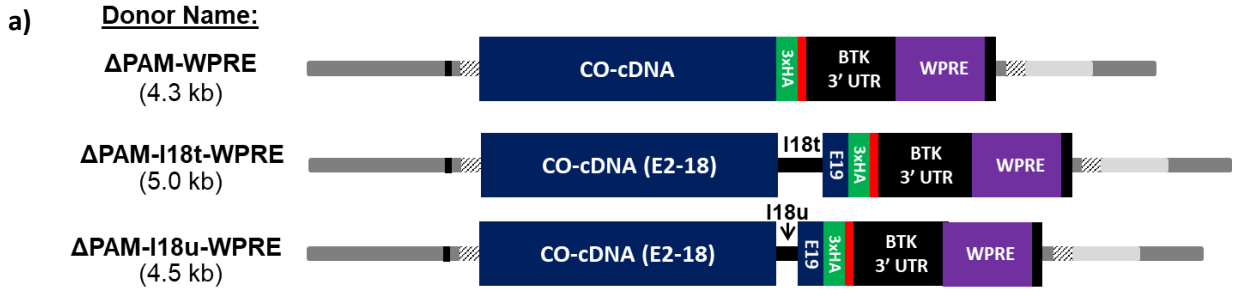 a)
Donor Name:
ΔPAM-WPRE
(4.3 kb)
CO-cDNA
3xHA
BTK
3' UTR
WPRE
ΔPAM-I18t-WPRE
(5.0 kb)
CO-cDNA (E2-18)
I18t
E19
3xHA
BTK
3' UTR
WPRE
ΔPAM-I18u-WPRE
(4.5 kb)
CO-cDNA (E2-18)
I18u
E19
3xHA
BTK
3' UTR
WPRE